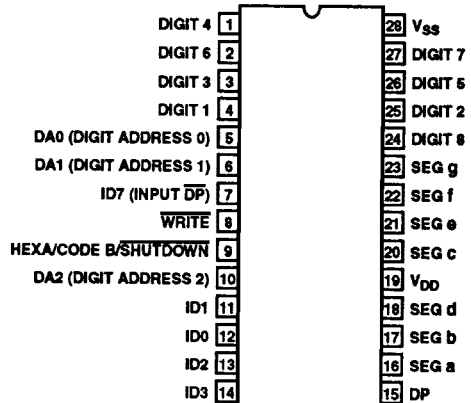 DIGIT 4 1
DIGIT 6 2
DIGIT 3 3
DIGIT 1 4
DA0 (DIGIT ADDRESS 0) 5
DA1 (DIGIT ADDRESS 1) 6
ID7 (INPUT D̅P̅) 7
W̅R̅I̅T̅E̅ 8
HEXA/CODE B/S̅H̅U̅T̅D̅O̅W̅N̅ 9
DA2 (DIGIT ADDRESS 2) 10
ID1 11
ID0 12
ID2 13
ID3 14
28 VSS
27 DIGIT 7
26 DIGIT 5
25 DIGIT 2
24 DIGIT 8
23 SEG g
22 SEG f
21 SEG e
20 SEG c
19 VDD
18 SEG d
17 SEG b
16 SEG a
15 DP